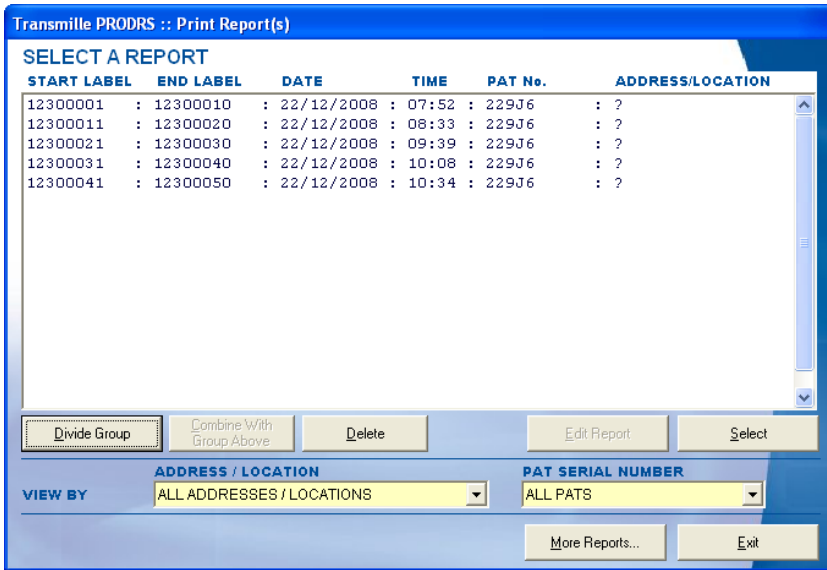 Transmille PRODRS :: Print Report(s)
SELECT A REPORT
START LABEL END LABEL DATE TIME PAT No. ADDRESS/LOCATION
12300001 : 12300010 : 22/12/2008 : 07:52 : 229J6 : ?
12300011 : 12300020 : 22/12/2008 : 08:33 : 229J6 : ?
12300021 : 12300030 : 22/12/2008 : 09:39 : 229J6 : ?
12300031 : 12300040 : 22/12/2008 : 10:08 : 229J6 : ?
12300041 : 12300050 : 22/12/2008 : 10:34 : 229J6 : ?
Divide Group
Combine With
Group Above
Delete
Edit Report
Select
ADDRESS / LOCATION PAT SERIAL NUMBER
VIEW BY ALL ADDRESSES / LOCATIONS ALL PATS
More Reports... Exit